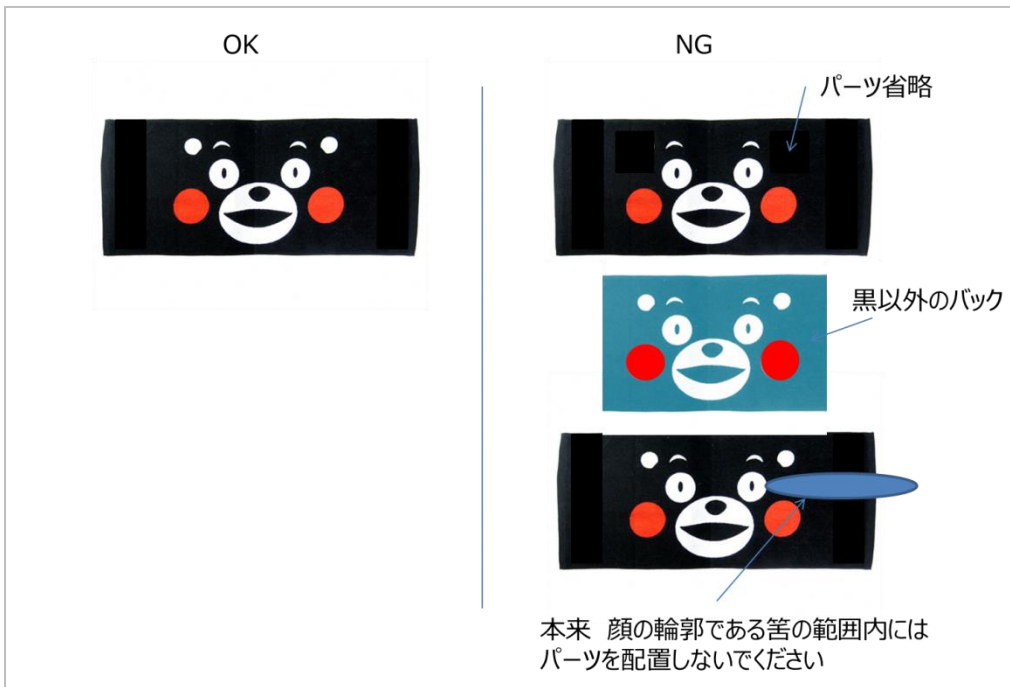 OK
NG
パーツ省略
黒以外のバック
本来　顔の輪郭である筈の範囲内には
パーツを配置しないでください